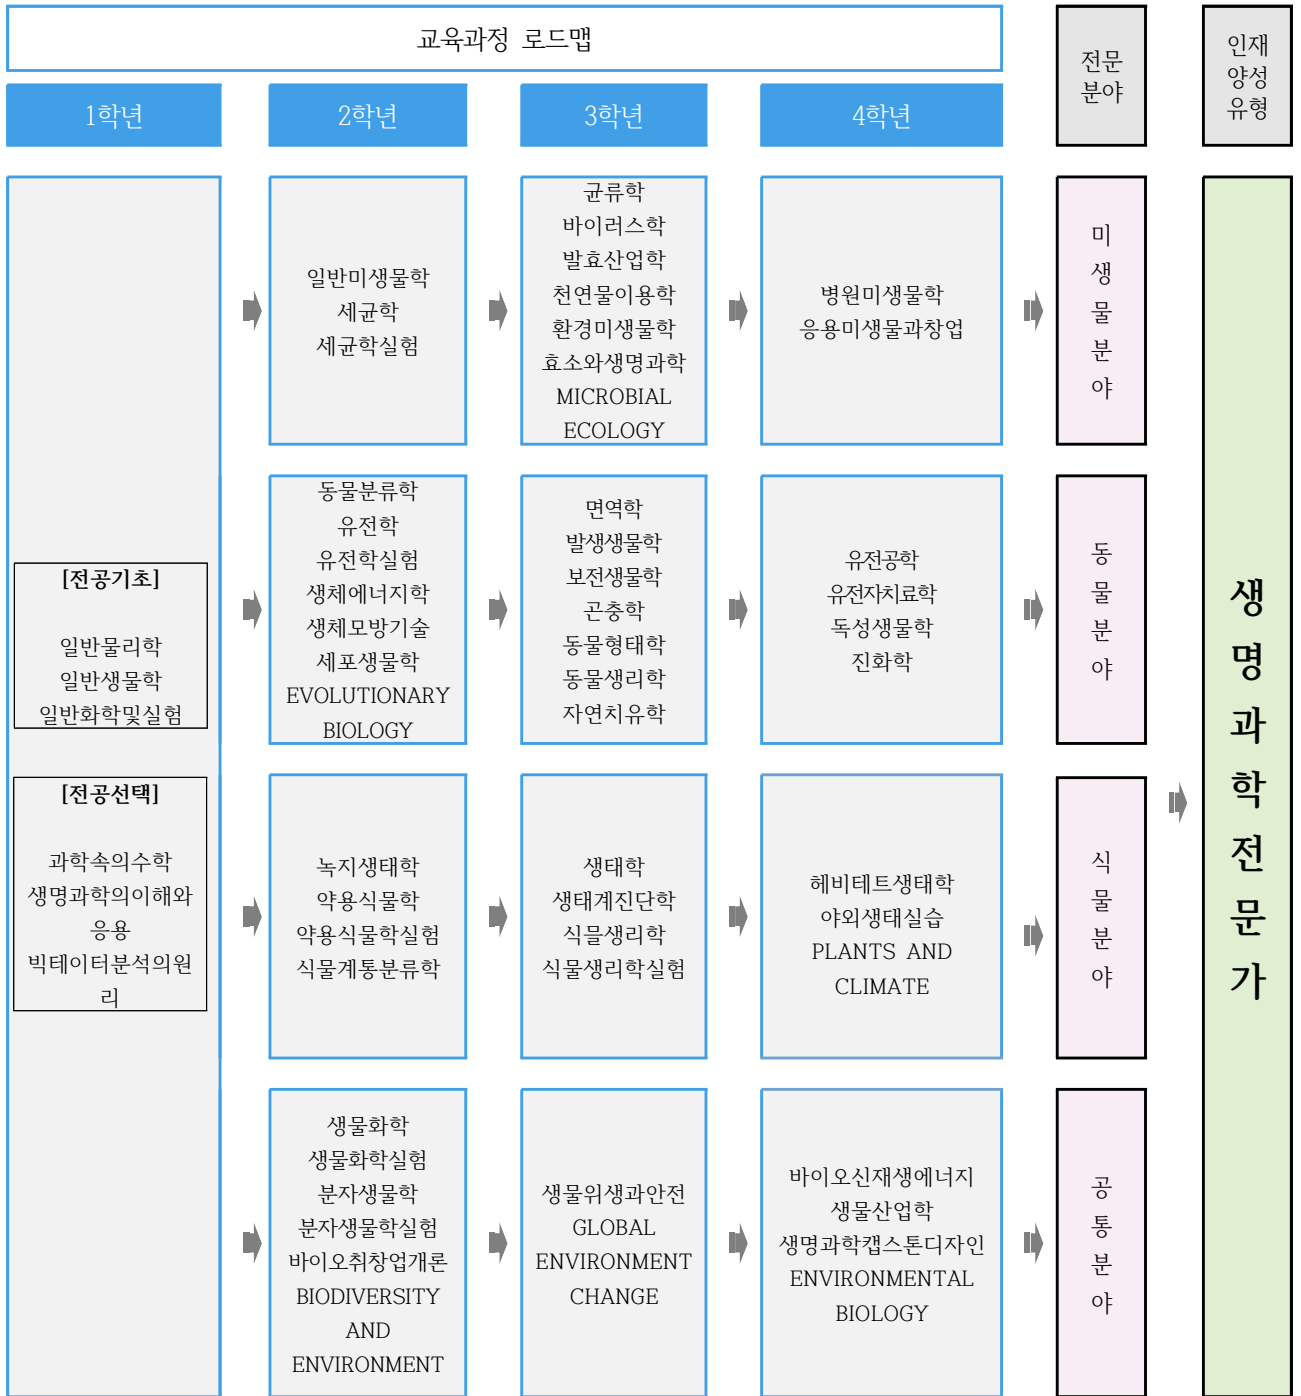 교육과정 로드맵
전문
분야
인재
양성
유형
1학년
2학년
3학년
4학년
[전공기초]
일반물리학
일반생물학
일반화학및실험
[전공선택]
과학속의수학
생명과학의이해와
응용
빅테이터분석의원
리
일반미생물학
세균학
세균학실험
균류학
바이러스학
발효산업학
천연물이용학
환경미생물학
효소와생명과학
MICROBIAL
ECOLOGY
병원미생물학
응용미생물과창업
미
생
물
분
야
동물분류학
유전학
유전학실험
생체에너지학
생체모방기술
세포생물학
EVOLUTIONARY
BIOLOGY
면역학
발생생물학
보전생물학
곤충학
동물형태학
동물생리학
자연치유학
유전공학
유전자치료학
독성생물학
진화학
동
물
분
야
녹지생태학
약용식물학
약용식물학실험
식물계통분류학
생태학
생태계진단학
식믈생리학
식물생리학실험
헤비테트생태학
야외생태실습
PLANTS AND
CLIMATE
식
물
분
야
생물화학
생물화학실험
분자생물학
분자생물학실험
바이오취창업개론
BIODIVERSITY
AND
ENVIRONMENT
생물위생과안전
GLOBAL
ENVIRONMENT
CHANGE
바이오신재생에너지
생물산업학
생명과학캡스톤디자인
ENVIRONMENTAL
BIOLOGY
공
통
분
야
생
명
과
학
전
문
가